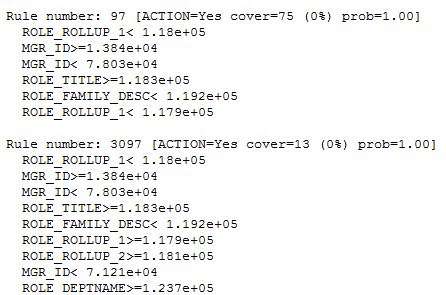 Rule number: 97 [ACTION=Yes cover=75 (0%) prob=1.00]
ROLE_ROLLUP_1< 1.18e+05
MGR_ID>=1.384e+04
MGR_ID< 7.803e+04
ROLE_TITLE>=1.183e+05
ROLE_FAMILY_DESC< 1.192e+05
ROLE_ROLLUP_1< 1.179e+05
Rule number: 3097 [ACTION=Yes cover=13 (0%) prob=1.00]
ROLE_ROLLUP_1< 1.18e+05
MGR_ID>=1.384e+04
MGR_ID< 7.803e+04
ROLE_TITLE>=1.183e+05
ROLE_FAMILY_DESC< 1.192e+05
ROLE_ROLLUP_1>=1.179e+05
ROLE_ROLLUP_2>=1.181e+05
MGR_ID< 7.121e+04
ROLE_DEPTNAME>=1.237e+05